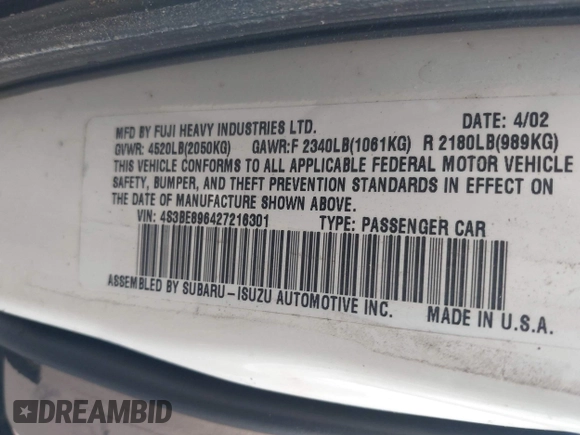 MFD BY FUJI HEAVY INDUSTRIES LTD. DATE: 4/02
GVWR: 4520LB(2050KG) GAWR:F 2340LB(1061KG) R 2180LB(989KG)
THIS VEHICLE CONFORMS TO ALL APPLICABLE FEDERAL MOTOR VEHICLE
SAFETY, BUMPER, AND THEFT PREVENTION STANDARDS IN EFFECT ON
THE DATE OF MANUFACTURE SHOWN ABOVE.
VIN: 4S3BE896427216301 TYPE: PASSENGER CAR
ASSEMBLED BY SUBARU-ISUZU AUTOMOTIVE INC. MADE IN U.S.A.
DREAMBID